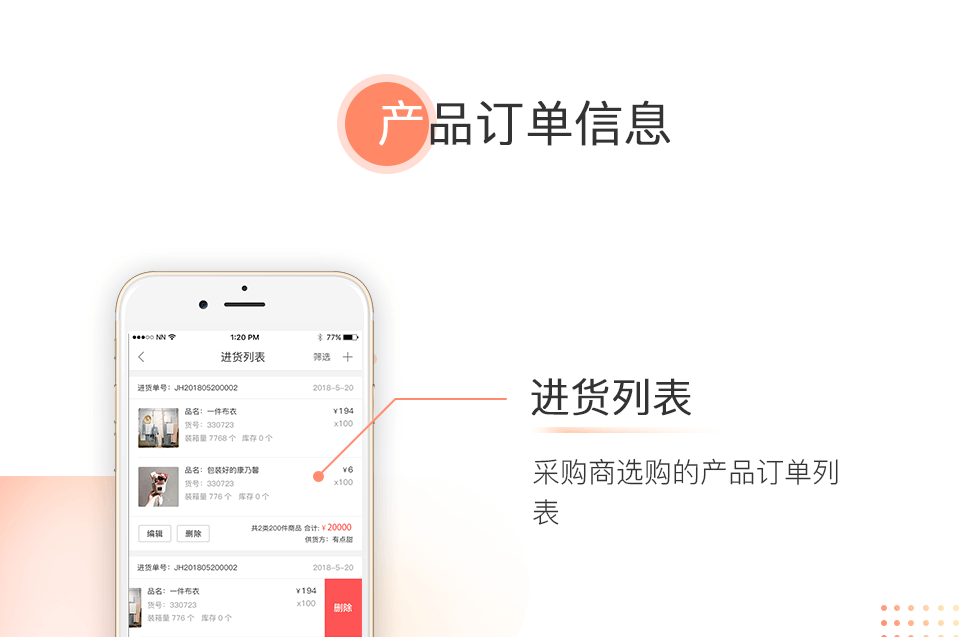 产品订单信息
NN 1:20 PM 77%
进货列表 筛选
进货单号：JH201805200002 2018-5-20
品名：一件布衣 ¥194
货号：330723 x100
装箱量 7768 个 库存 0 个
品名：包装好的康乃馨 ¥6
货号：330723 x100
装箱量 776 个 库存 0 个
编辑 删除 共2类200件商品 合计: ¥ 20000
供货方：有点甜
进货单号：JH201805200002 2018-5-20
品名：一件布衣 ¥194
货号：330723 x100
装箱量 776 个 库存 0 个
删除
进货列表
采购商选购的产品订单列
表